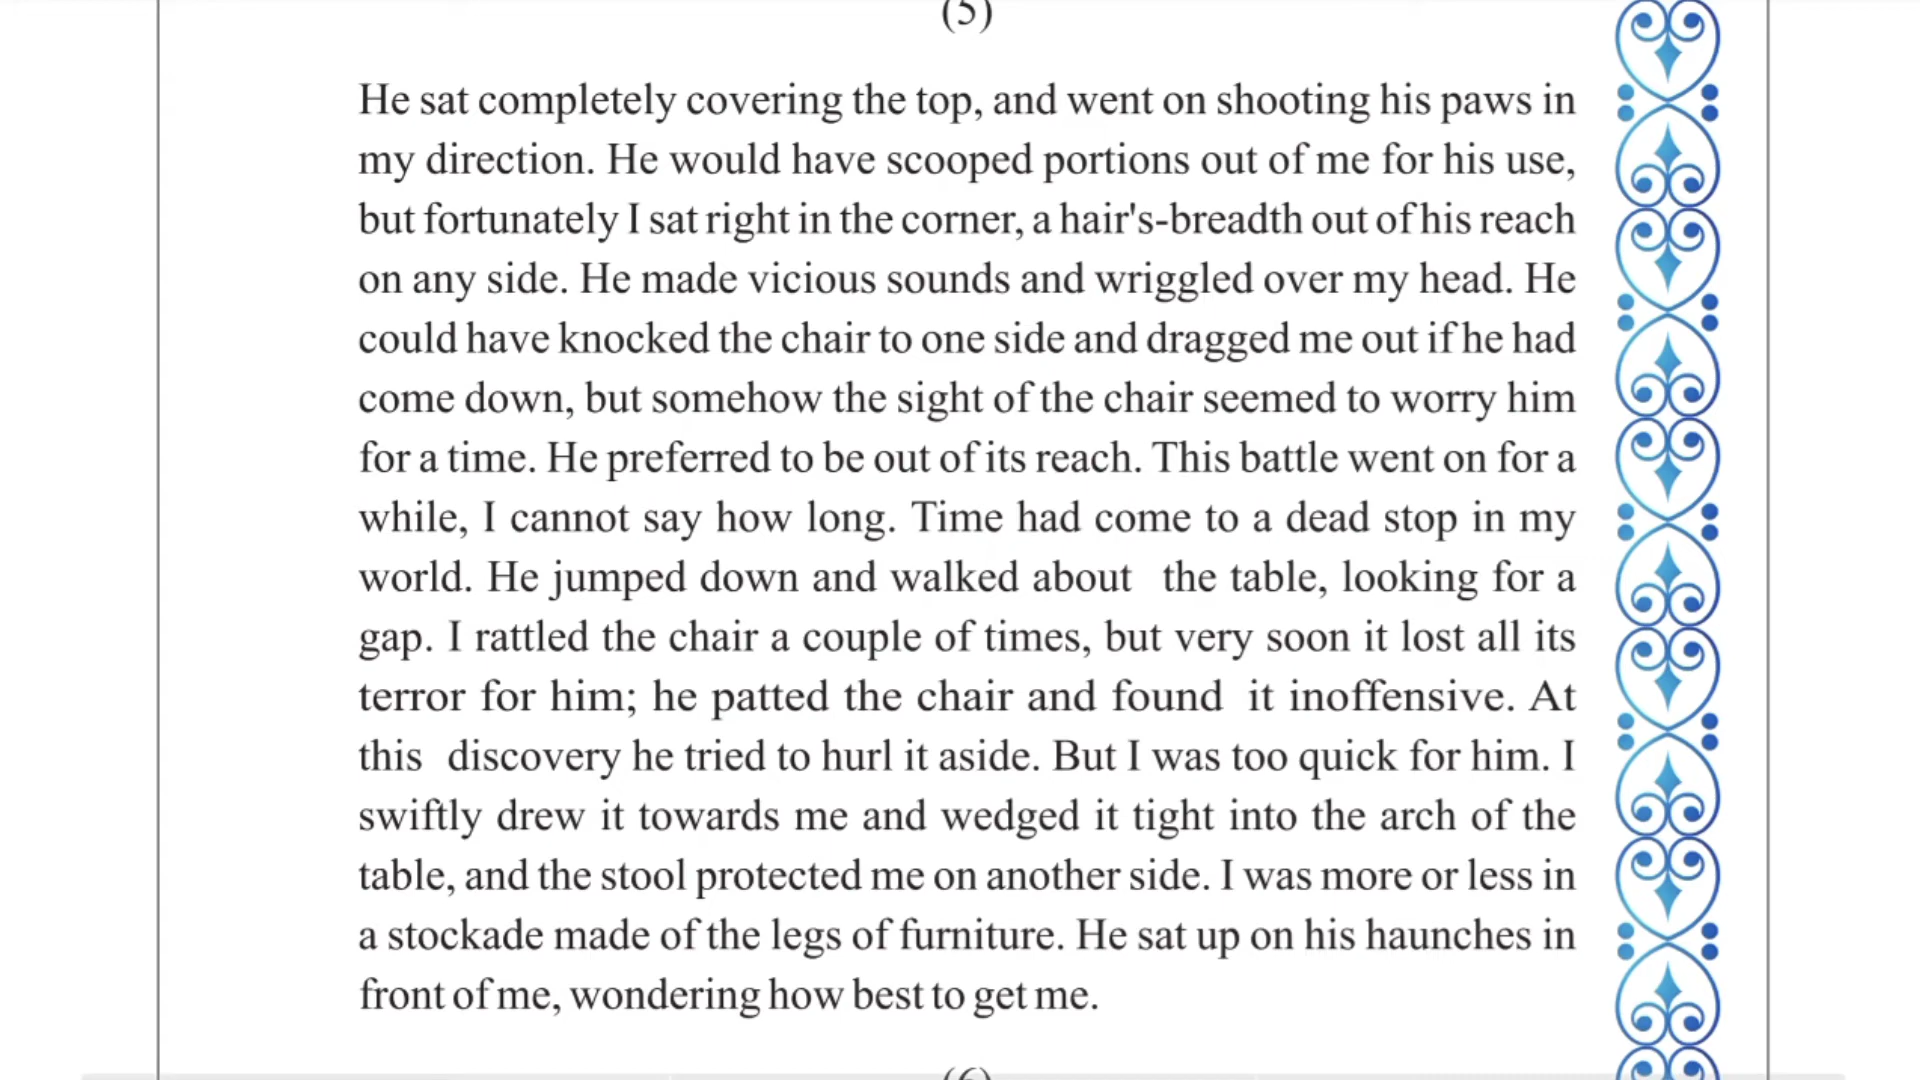 (5)
He sat completely covering the top, and went on shooting his paws in
my direction. He would have scooped portions out of me for his use,
but fortunately I sat right in the corner, a hair's-breadth out of his reach
on any side. He made vicious sounds and wriggled over my head. He
could have knocked the chair to one side and dragged me out if he had
come down, but somehow the sight of the chair seemed to worry him
for a time. He preferred to be out of its reach. This battle went on for a
while, I cannot say how long. Time had come to a dead stop in my
world. He jumped down and walked about the table, looking for a
gap. I rattled the chair a couple of times, but very soon it lost all its
terror for him; he patted the chair and found it inoffensive. At
this discovery he tried to hurl it aside. But I was too quick for him. I
swiftly drew it towards me and wedged it tight into the arch of the
table, and the stool protected me on another side. I was more or less in
a stockade made of the legs of furniture. He sat up on his haunches in
front of me, wondering how best to get me.
(6)